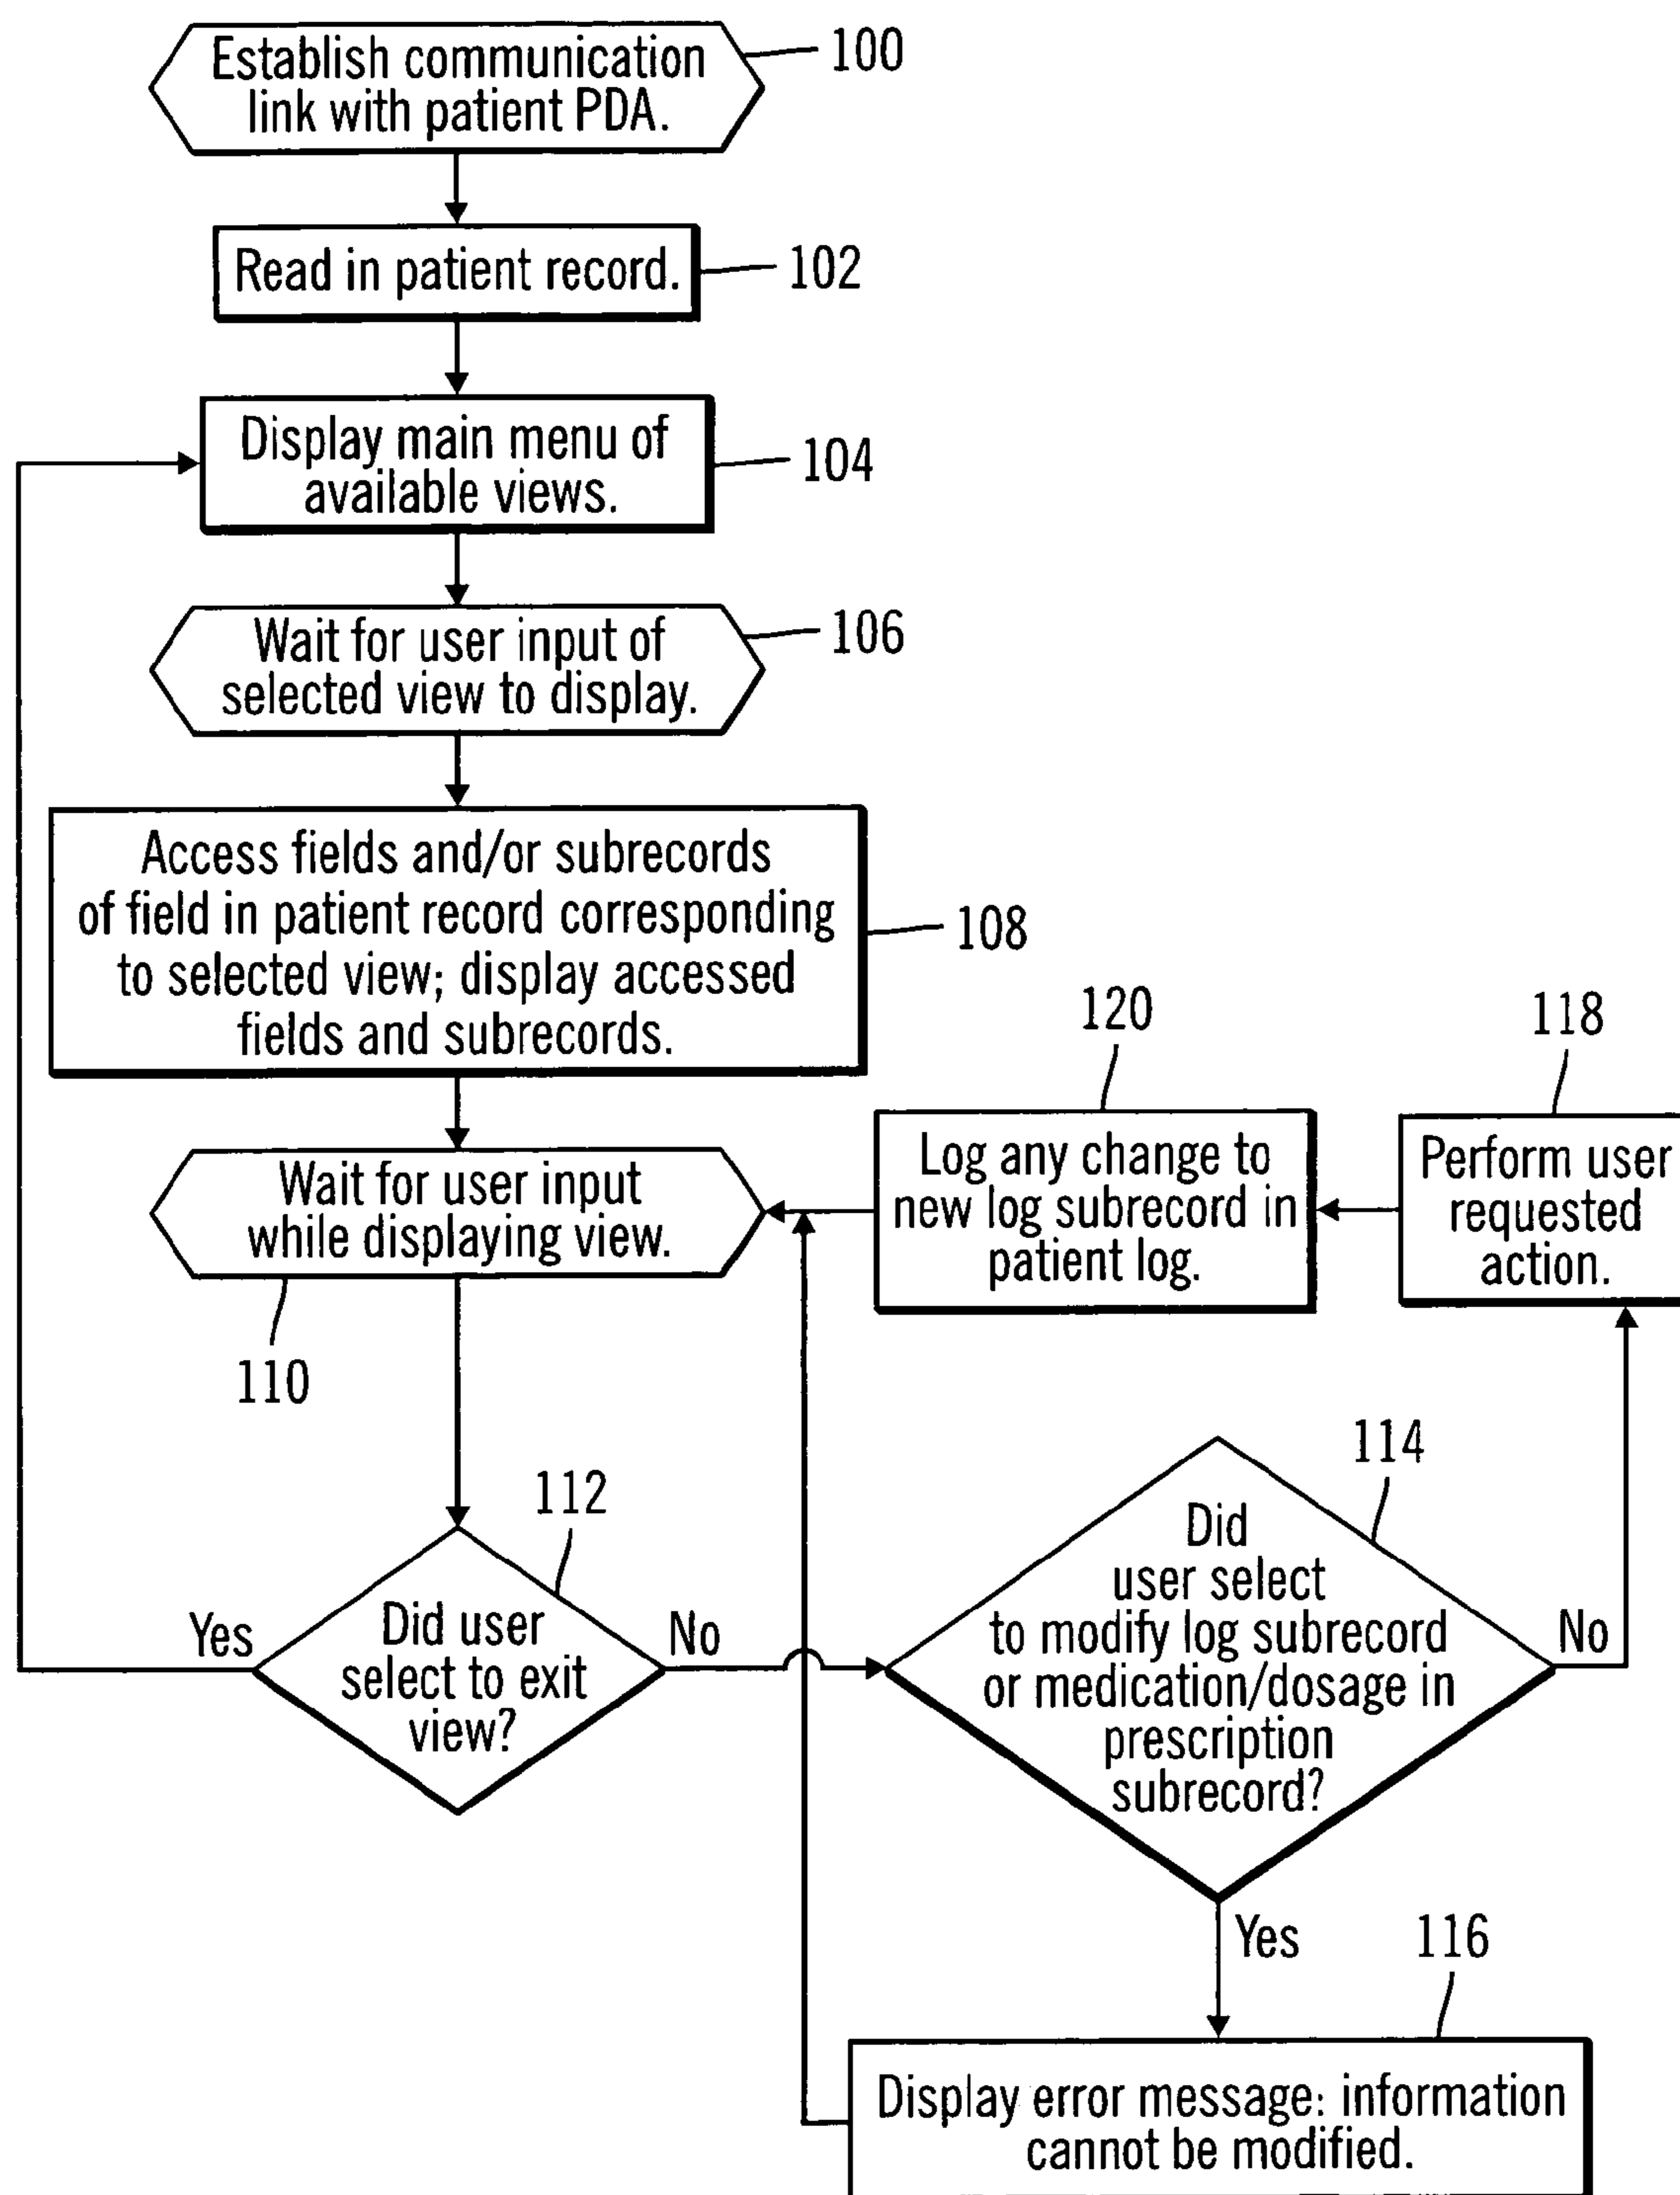 Establish communication
link with patient PDA.
100
Read in patient record.
102
Display main menu of
available views.
104
Wait for user input of
selected view to display.
106
Access fields and/or subrecords
of field in patient record corresponding
to selected view; display accessed
fields and subrecords.
108
120
118
Wait for user input
while displaying view.
110
Log any change to
new log subrecord in
patient log.
Perform user
requested
action.
112
Did user
select to exit
view?
Yes
No
114
Did
user select
to modify log subrecord
or medication/dosage in
prescription
subrecord?
No
Yes
116
Display error message: information
cannot be modified.